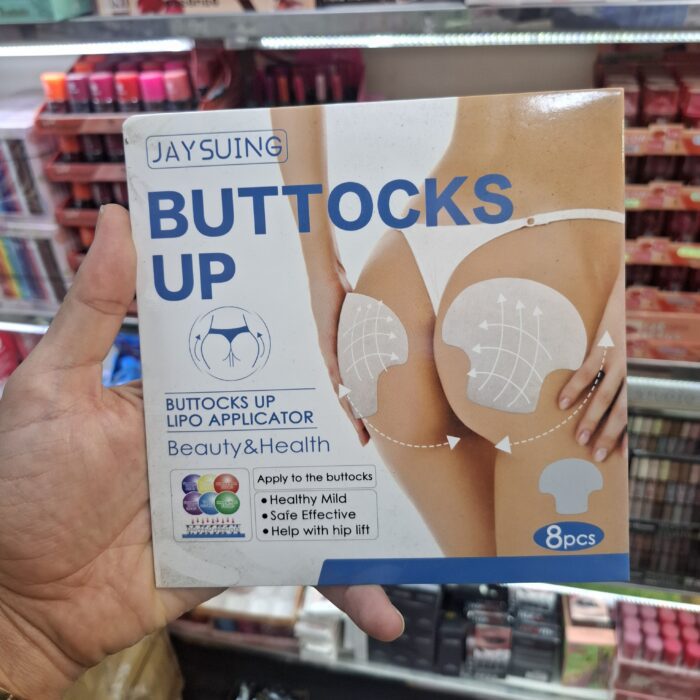 JAYSUING
BUTTOCKS
UP
BUTTOCKS UP
LIPO APPLICATOR
Beauty&Health
Apply to the buttocks
• Healthy Mild
• Safe Effective
• Help with hip lift
8pcs